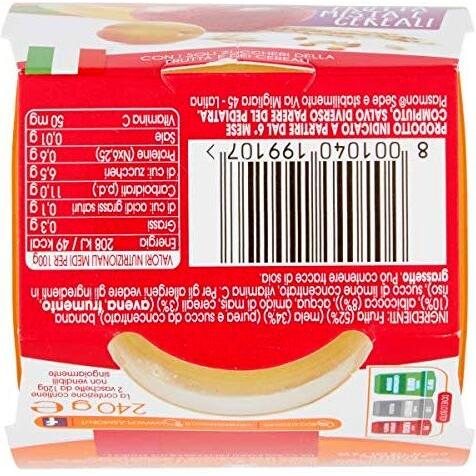 INGREDIENTI: Frutta (52%) (mela (34%) (purea e succo da concentrato), banana
(10%), albicocca, (8%)), acqua, amido di mais, cereali (3%) (avena, frumento,
riso), succo di limone da concentrato, vitamina C. Per gli allergeni vedere gli ingredienti in
grassetto. Può contenere tracce di soia.
VALORI NUTRIZIONALI MEDI PER 100g
Energia 208 kJ / 49 kcal
Grassi 0,3 g
di cui: acidi grassi saturi 0,1 g
Carboidrati (p.d.) 11,0 g
di cui: zuccheri 6,5 g
Proteine (Nx6,25) 0,6 g
Sale 0,01 g
Vitamina C 50 mg
8 001040 199107 >
PRODOTTO INDICATO A PARTIRE DAL 6° MESE
COMPIUTO, SALVO DIVERSO PARERE DEL PEDIATRA.
Plasmon® Sede e stabilimento Via Migliara 45 - Latina
240 g e
La confezione contiene
2 vaschette da 120g
non vendibili
singolarmente
CON I SOLI ZUCCHERI DELLA
FRUTTA E DEI CEREALI
CEREALI